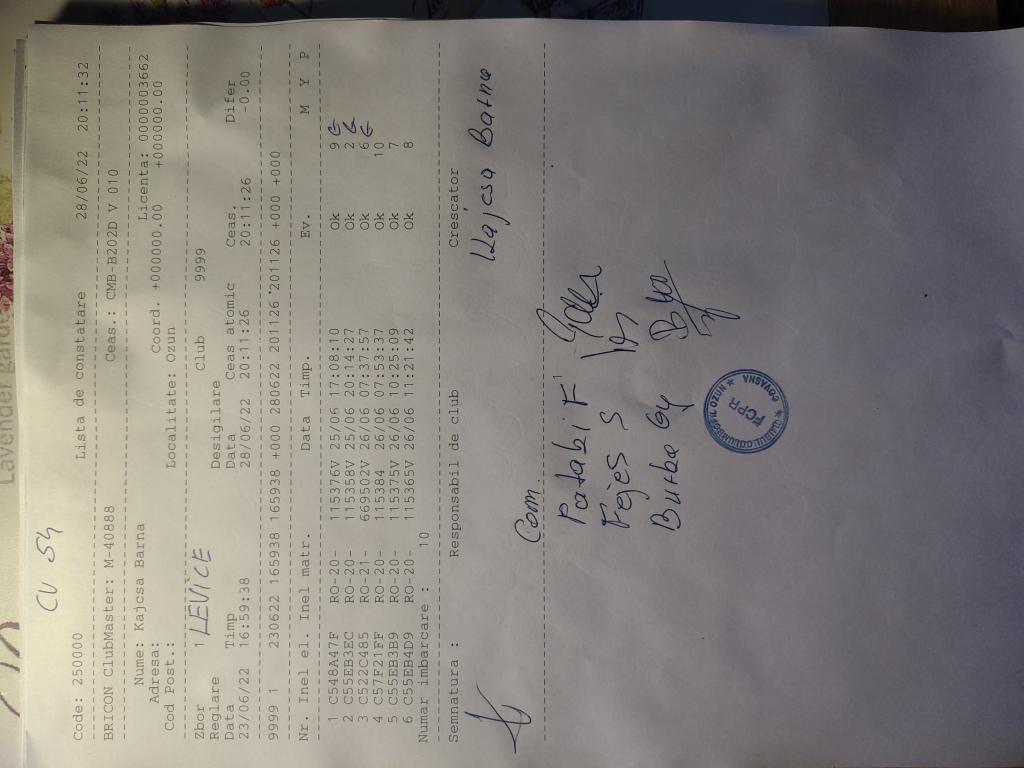 Lavender garde
CV 54
Code: 250000 Lista de constatare 28/06/22 20:11:32
BRICON ClubMaster: M-40888 Ceas.: CMB-B202D V 010
Nume: Kajcsa Barna Licenta: 0000003662
Adresa: Coord. +000000.00 +000000.00
Cod Post.: Localitate: Ozun
Zbor 1 LEVICE Club 9999
Reglare Desigilare
Data Timp Data Ceas atomic Ceas. Difer
23/06/22 16:59:38 28/06/22 20:11:26 20:11:26 -0.00
9999 1 230622 165938 165938 +000 280622 201126 201126 +000 +000
Nr. Inel el. Inel matr. Data Timp. Ev. M Y P
1 C548A47F RO-20- 115376V 25/06 17:08:10 Ok 9
2 C55EB3EC RO-20- 115358V 25/06 20:14:27 Ok 2
3 C522C485 RO-21- 669502V 26/06 07:37:57 Ok 6
4 C57F21FF RO-20- 115384 26/06 07:53:37 Ok 10
5 C55EB3B9 RO-20- 115375V 26/06 10:25:09 Ok 7
6 C55EB4D9 RO-20- 115365V 26/06 11:21:42 Ok 8
Numar imbarcare : 10
Semnatura : Responsabil de club Crescator
Kajcsa Barna
Com
Patabi F
Fejes S
Burba Gy
FCPR
COVASNA